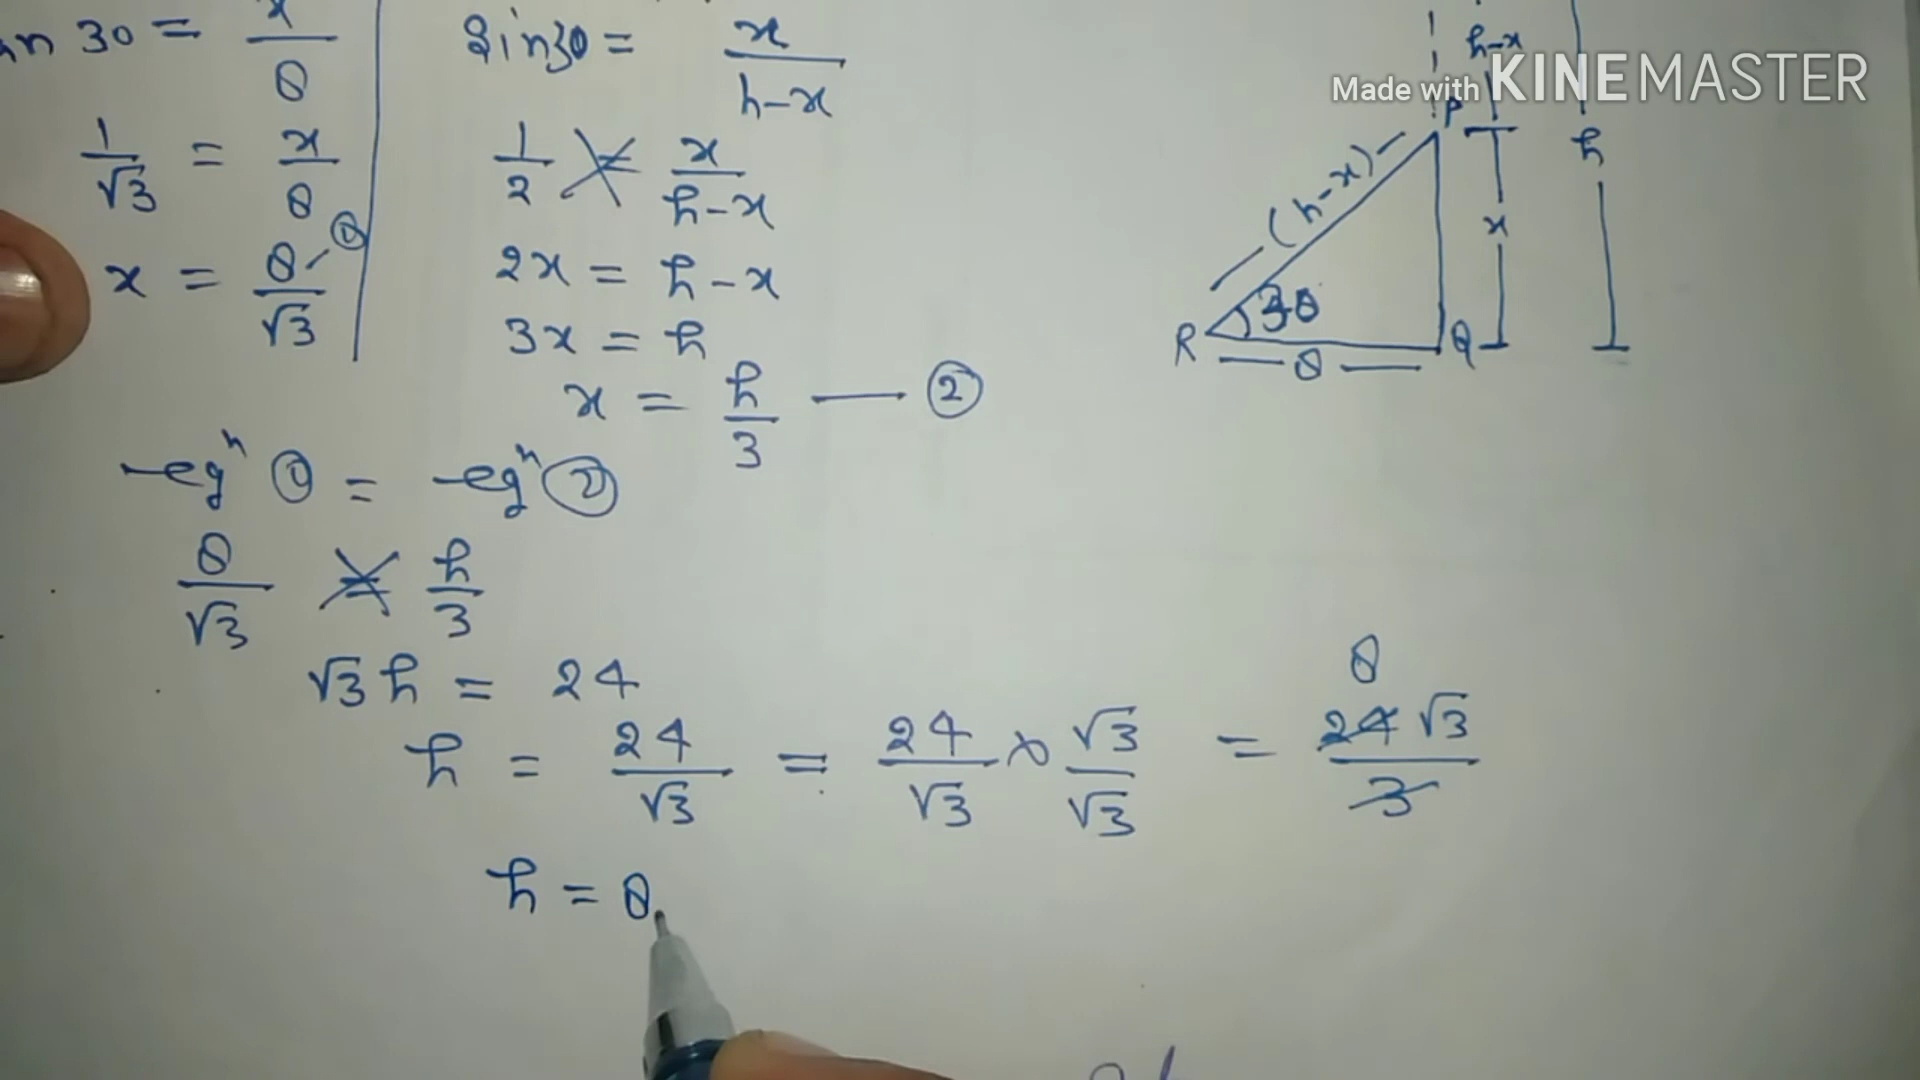 tan 30 = x/8
1/√3 = x/8
x = 8/√3 - ①
Sin30 = x/h-x
1/2 = x/h-x
2x = h-x
3x = h
x = h/3 — ②
eqⁿ ① = eqⁿ ②
8/√3 = h/3
√3h = 24
h = 24/√3 = 24/√3 × √3/√3 = 24√3/3
8
h = 8
h-x
Made with KINEMASTER
P
h
(h-x)
x
30
R
8
Q